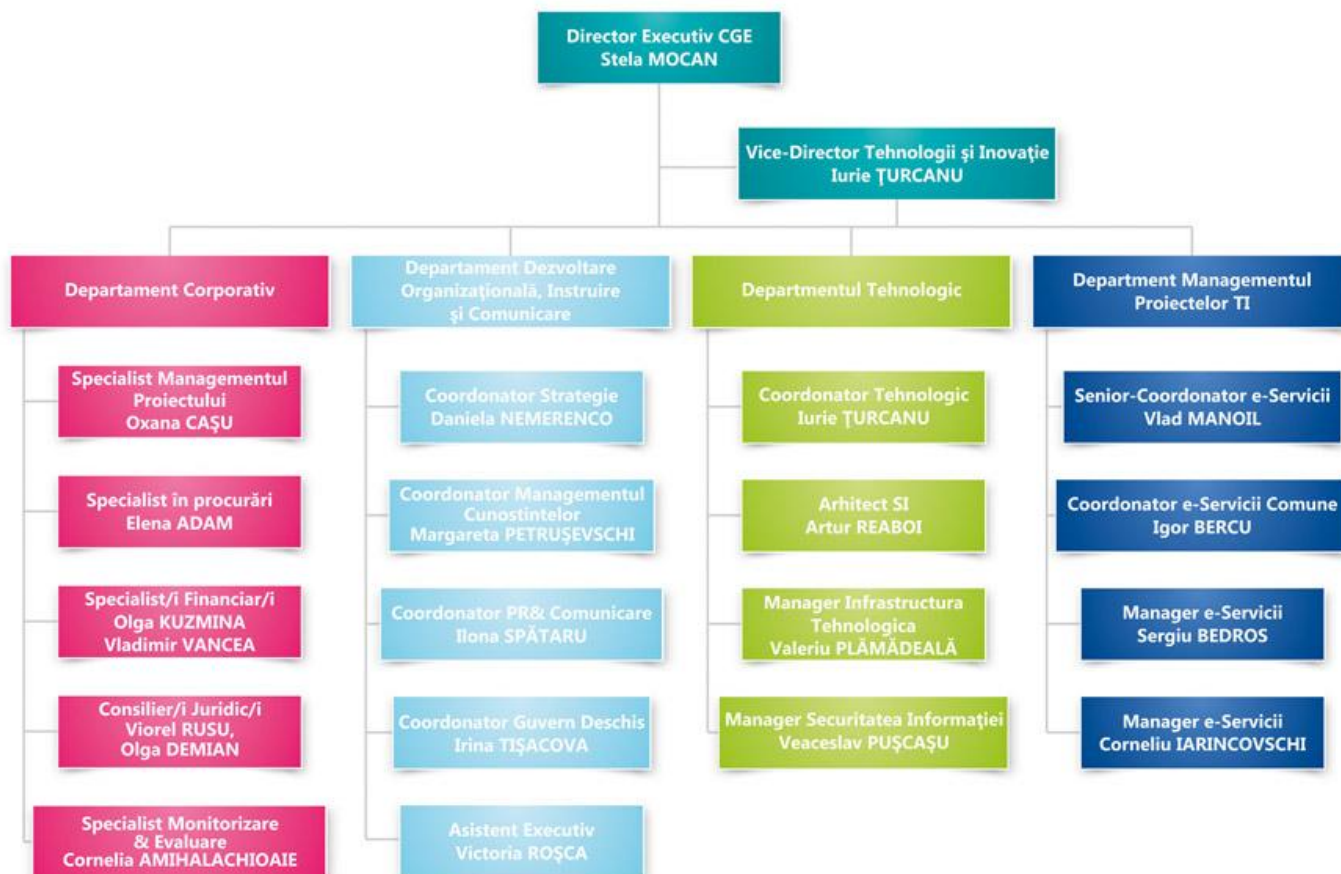 Director Executiv CGE
Stela MOCAN
Vice-Director Tehnologii şi Inovaţie
Iurie ŢURCANU
Departament Corporativ
Specialist Managementul
Proiectului
Oxana CAŞU
Specialist în procurări
Elena ADAM
Specialist/i Financiar/i
Olga KUZMINA
Vladimir VANCEA
Consilier/i Juridic/i
Viorel RUSU,
Olga DEMIAN
Specialist Monitorizare
& Evaluare
Cornelia AMIHALACHIOAIE
Departament Dezvoltare
Organizaţională, Instruire
şi Comunicare
Coordonator Strategie
Daniela NEMERENCO
Coordonator Managementul
Cunostintelor
Margareta PETRUŞEVSCHI
Coordonator PR& Comunicare
Ilona SPĂTARU
Coordonator Guvern Deschis
Irina TIŞACOVA
Asistent Executiv
Victoria ROŞCA
Departmentul Tehnologic
Coordonator Tehnologic
Iurie ŢURCANU
Arhitect SI
Artur REABOI
Manager Infrastructura
Tehnologica
Valeriu PLĂMĂDEALĂ
Manager Securitatea Informaţiei
Veaceslav PUŞCAŞU
Department Managementul
Proiectelor TI
Senior-Coordonator e-Servicii
Vlad MANOIL
Coordonator e-Servicii Comune
Igor BERCU
Manager e-Servicii
Sergiu BEDROS
Manager e-Servicii
Corneliu IARINCOVSCHI